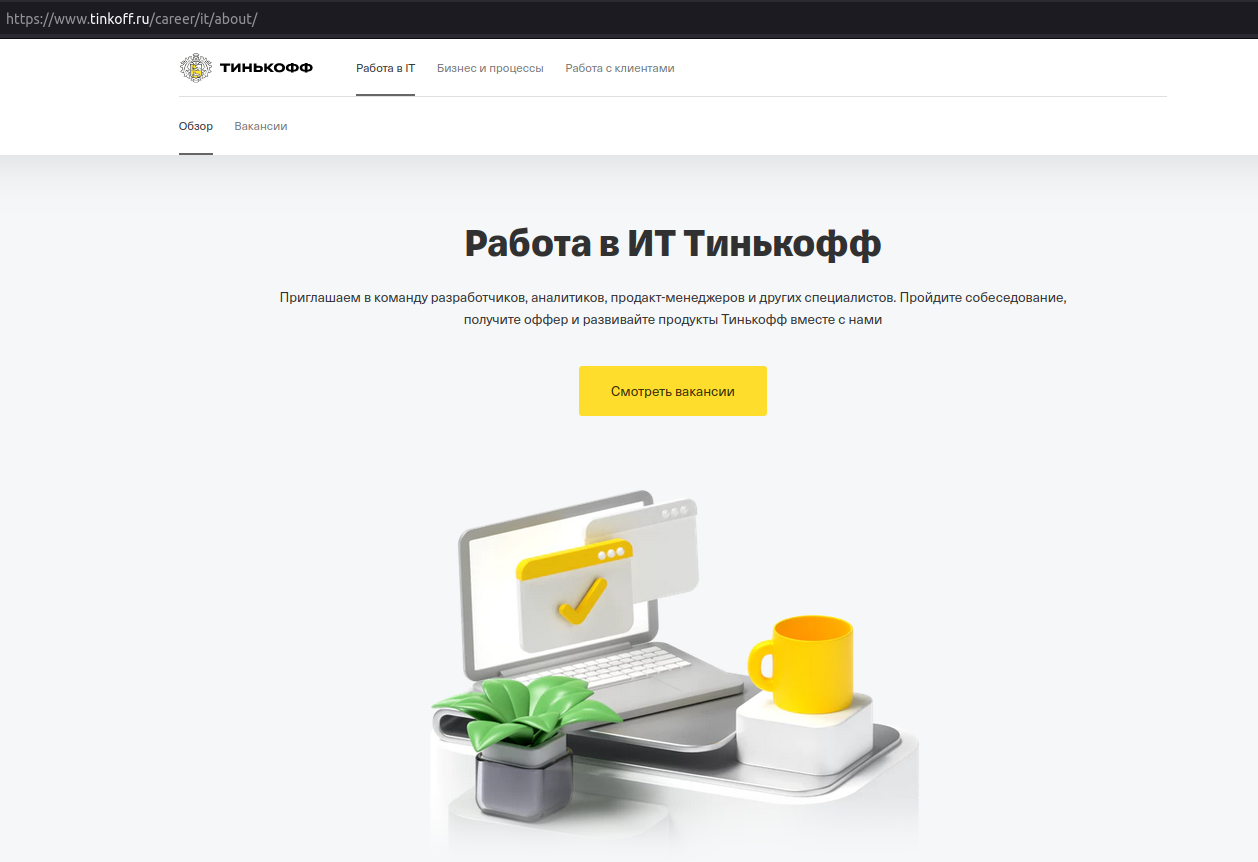 https://www.tinkoff.ru/career/it/about/
ТИНЬКОФФ Работа в IT Бизнес и процессы Работа с клиентами
Обзор Вакансии
Работа в ИТ Тинькофф
Приглашаем в команду разработчиков, аналитиков, продакт-менеджеров и других специалистов. Пройдите собеседование,
получите оффер и развивайте продукты Тинькофф вместе с нами
Смотреть вакансии